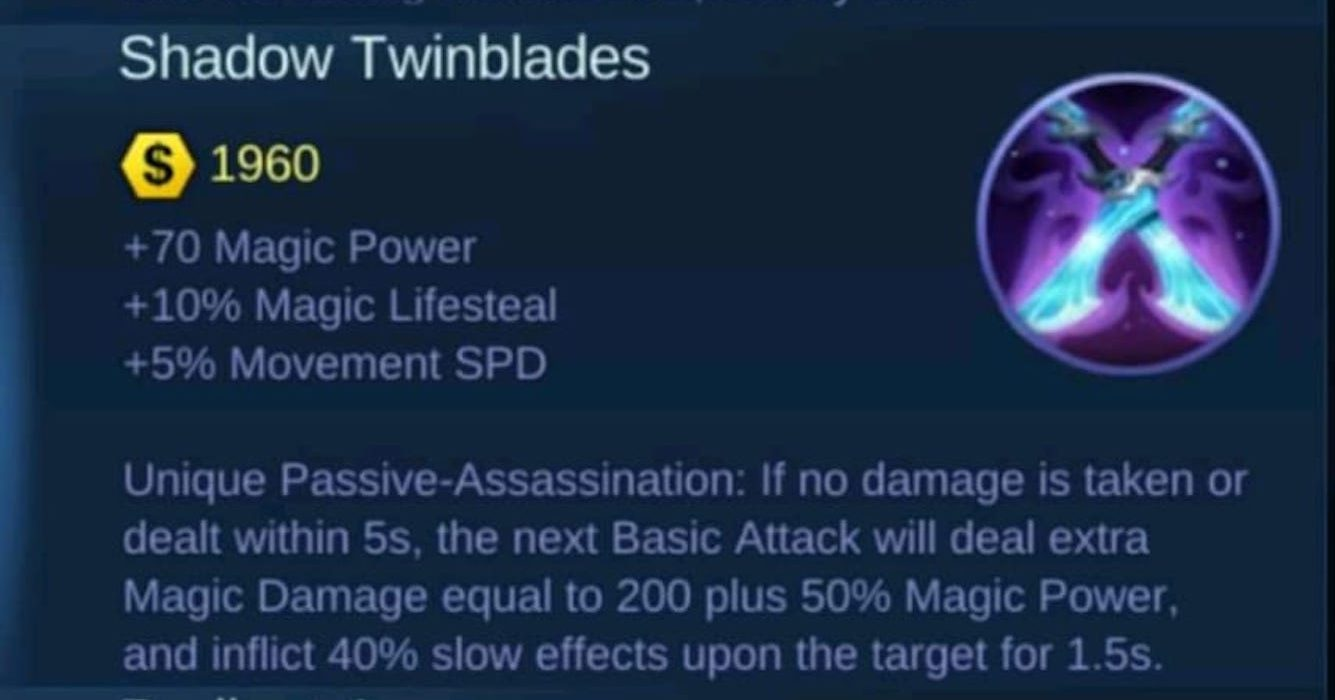 Shadow Twinblades
S 1960
+70 Magic Power
+10% Magic Lifesteal
+5% Movement SPD
Unique Passive-Assassination: If no damage is taken or
dealt within 5s, the next Basic Attack will deal extra
Magic Damage equal to 200 plus 50% Magic Power,
and inflict 40% slow effects upon the target for 1.5s.